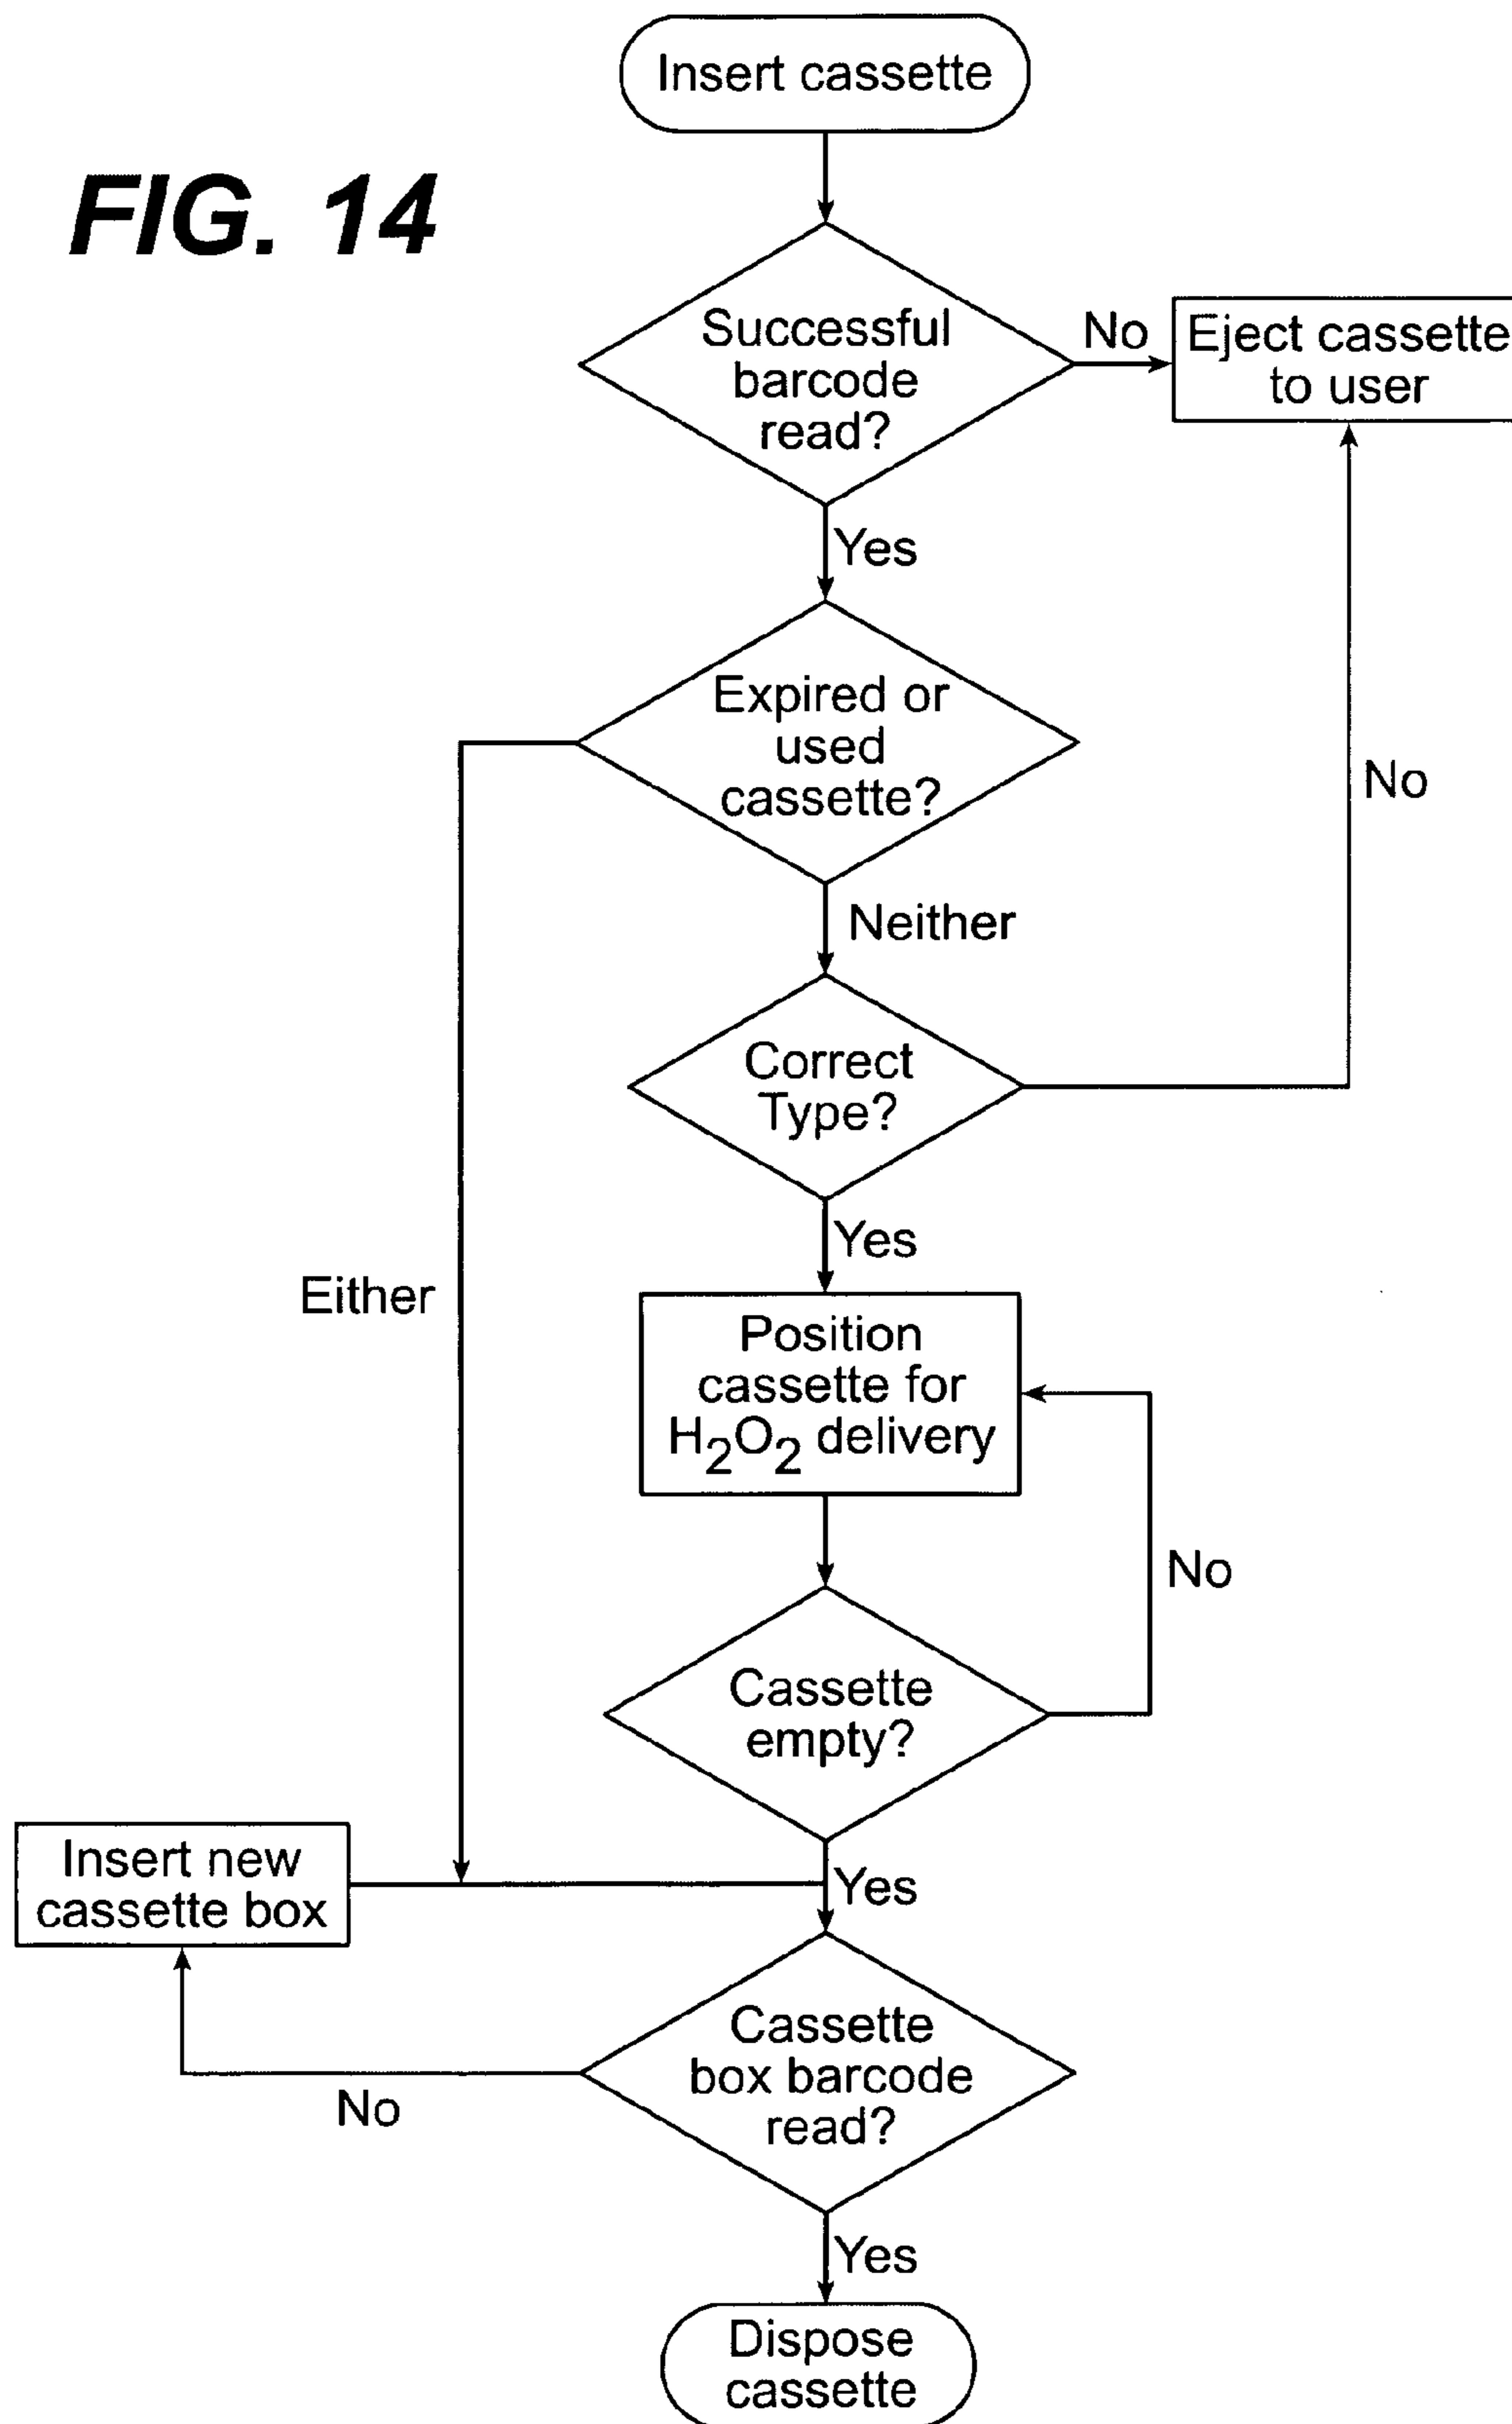 Insert cassette
FIG. 14
Successful
barcode
read?
No
Eject cassette
to user
Yes
Expired or
used
cassette?
No
Neither
Correct
Type?
Yes
Either
Position
cassette for
H2O2 delivery
No
Cassette
empty?
Insert new
cassette box
Yes
Cassette
box barcode
read?
No
Yes
Dispose
cassette